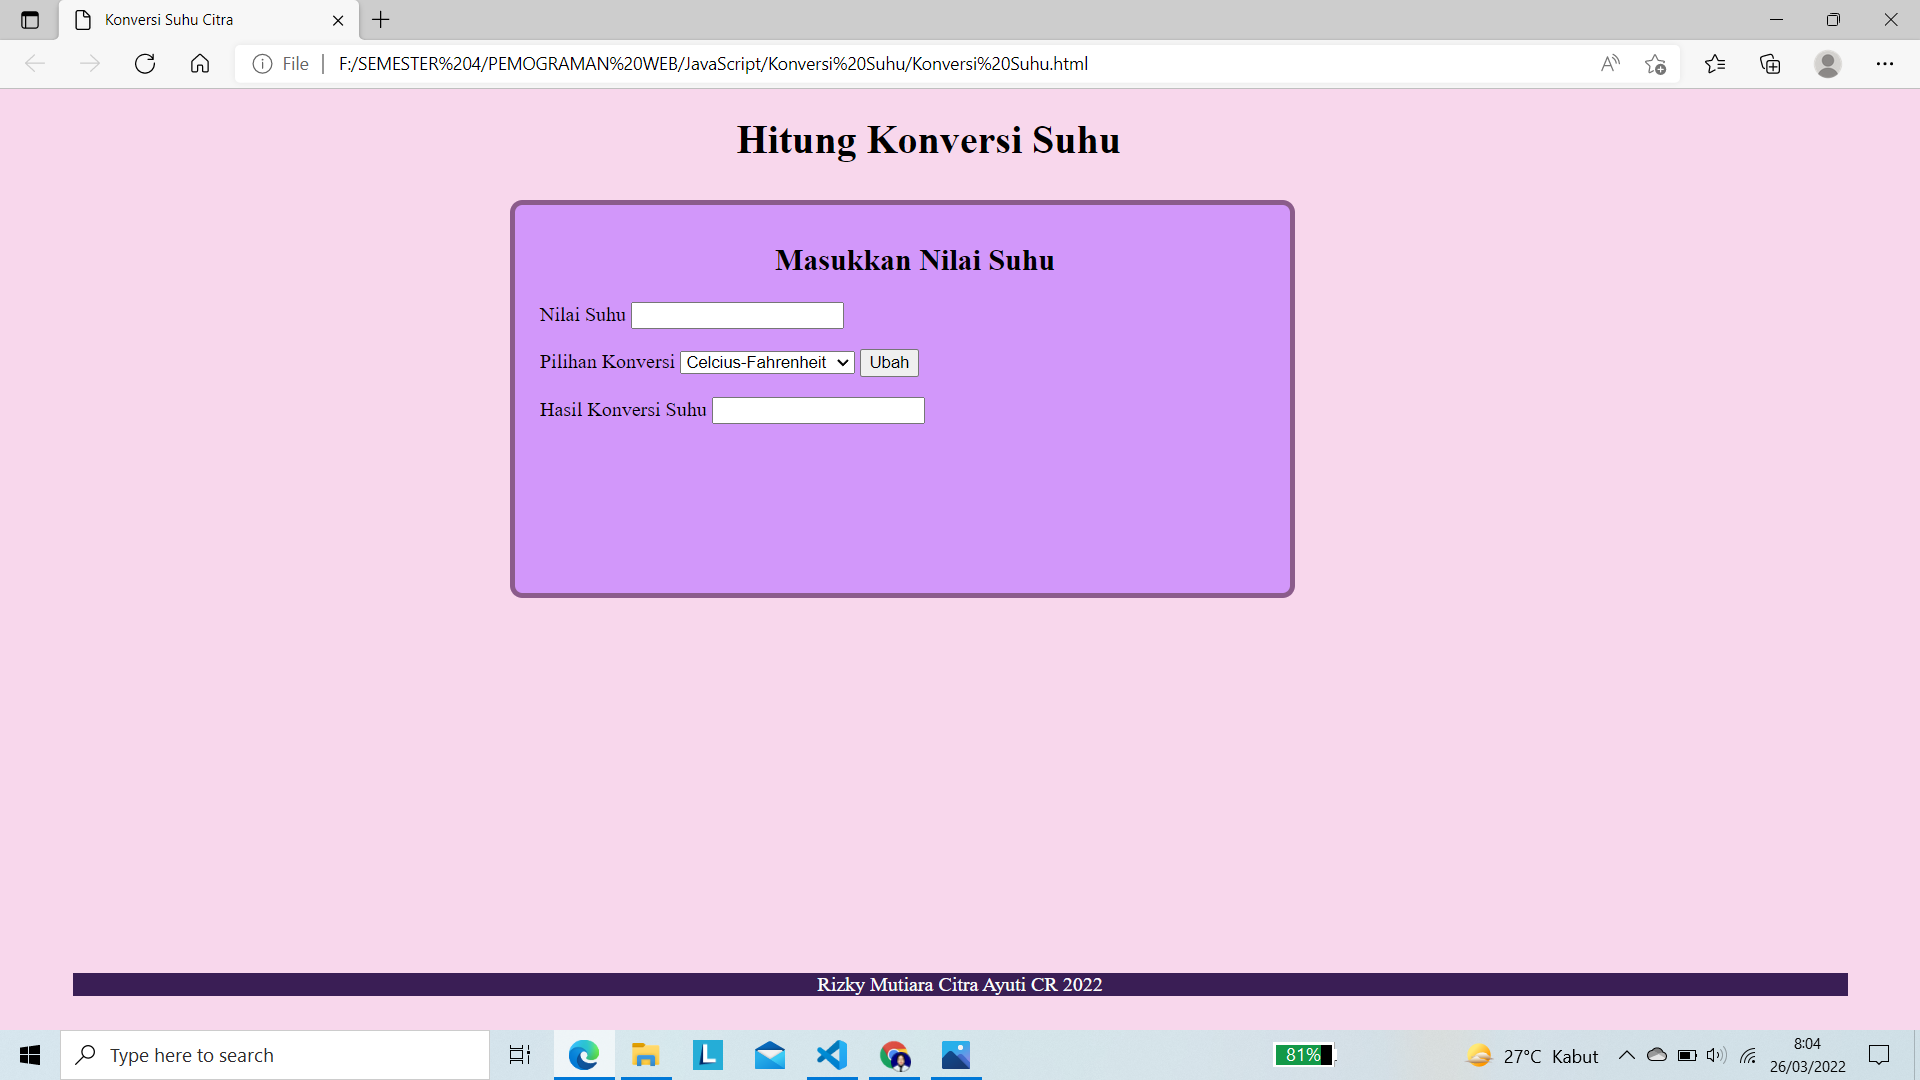 Konversi Suhu Citra
File F:/SEMESTER%204/PEMOGRAMAN%20WEB/JavaScript/Konversi%20Suhu/Konversi%20Suhu.html
Hitung Konversi Suhu
Masukkan Nilai Suhu
Nilai Suhu
Pilihan Konversi Celcius-Fahrenheit Ubah
Hasil Konversi Suhu
Rizky Mutiara Citra Ayuti CR 2022
Type here to search
81%
27°C Kabut
8:04
26/03/2022